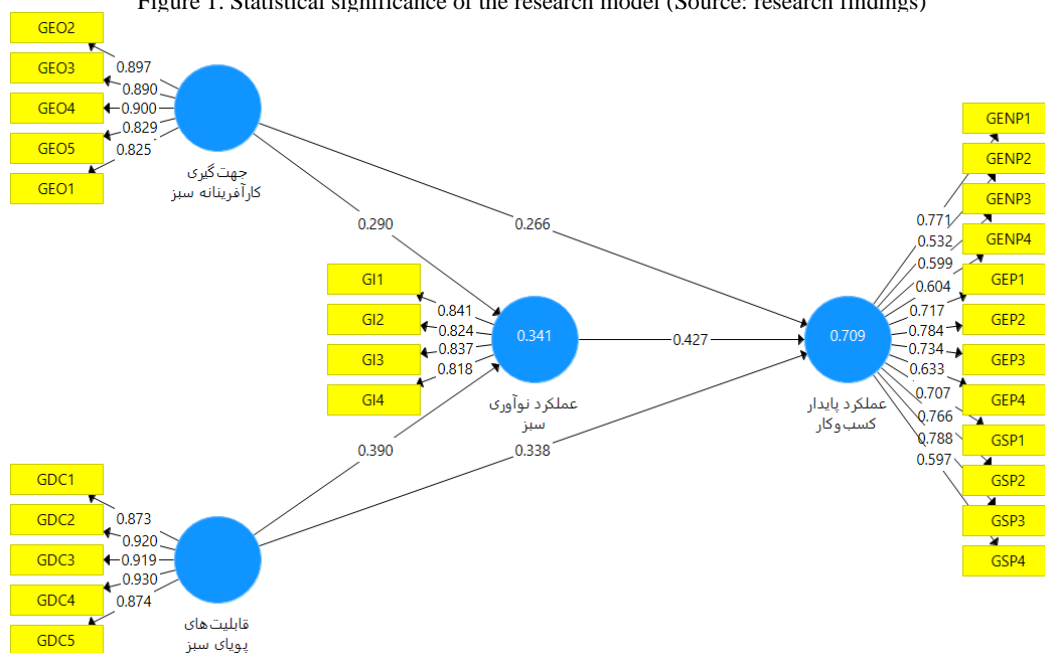 Figure 1. Statistical significance of the research model (Source: research findings)
GEO2
GEO3
GEO4
GEO5
GEO1
0.897
0.890
0.900
0.829
0.825
جهت‌گیری
کارآفرینانه سبز
0.290
0.266
GI1
GI2
GI3
GI4
0.841
0.824
0.837
0.818
0.341
عملکرد نوآوری
سبز
0.427
0.390
0.338
GDC1
GDC2
GDC3
GDC4
GDC5
0.873
0.920
0.919
0.930
0.874
قابلیت‌های
پویای سبز
0.709
عملکرد پایدار
کسب‌وکار
0.771
0.532
0.599
0.604
0.717
0.784
0.734
0.633
0.707
0.766
0.788
0.597
GENP1
GENP2
GENP3
GENP4
GEP1
GEP2
GEP3
GEP4
GSP1
GSP2
GSP3
GSP4